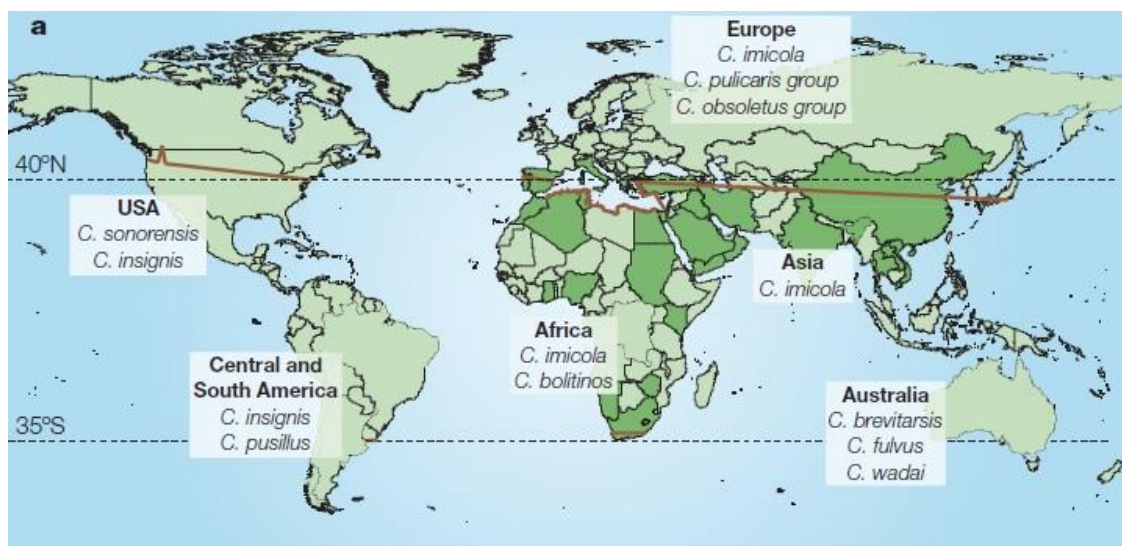 a
Europe
C. imicola
C. pulicaris group
C. obsoletus group
40ºN
USA
C. sonorensis
C. insignis
Asia
C. imicola
Africa
C. imicola
C. bolitinos
Central and
South America
C. insignis
C. pusillus
Australia
C. brevitarsis
C. fulvus
C. wadai
35ºS